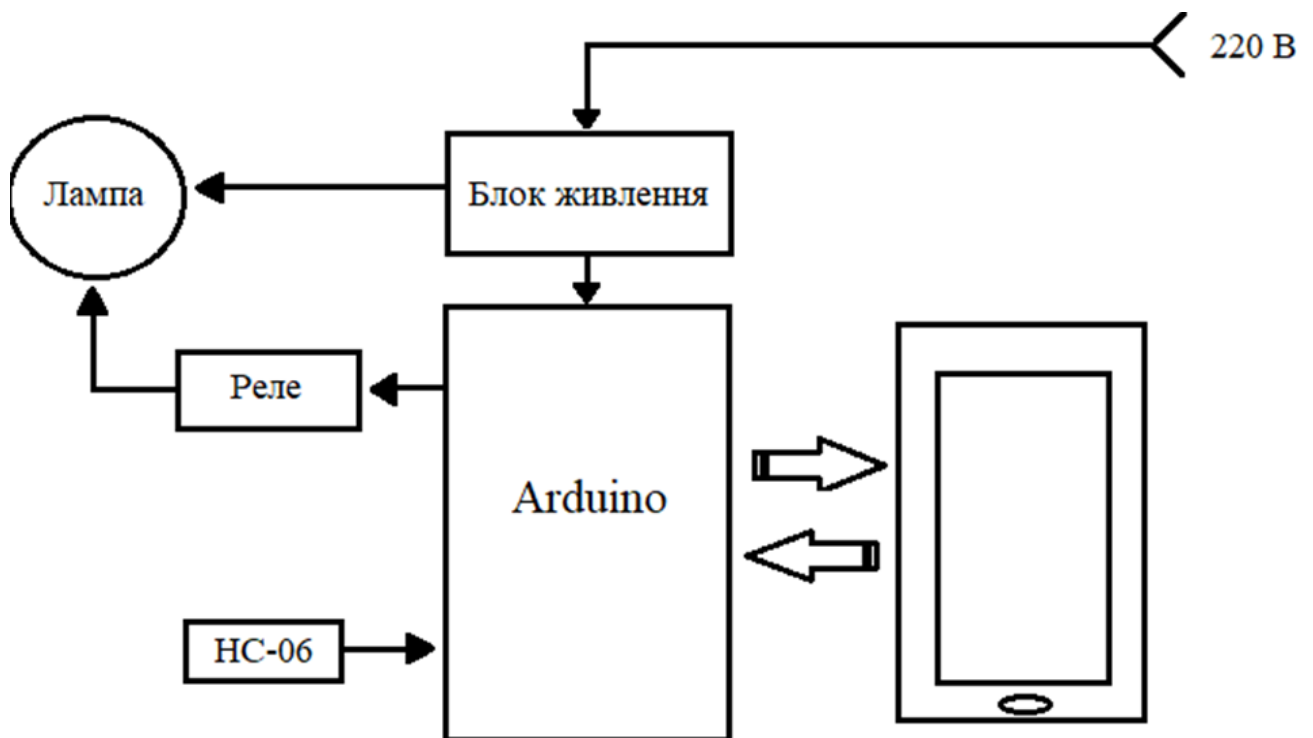 220 В
Лампа
Блок живлення
Реле
Arduino
HC-06